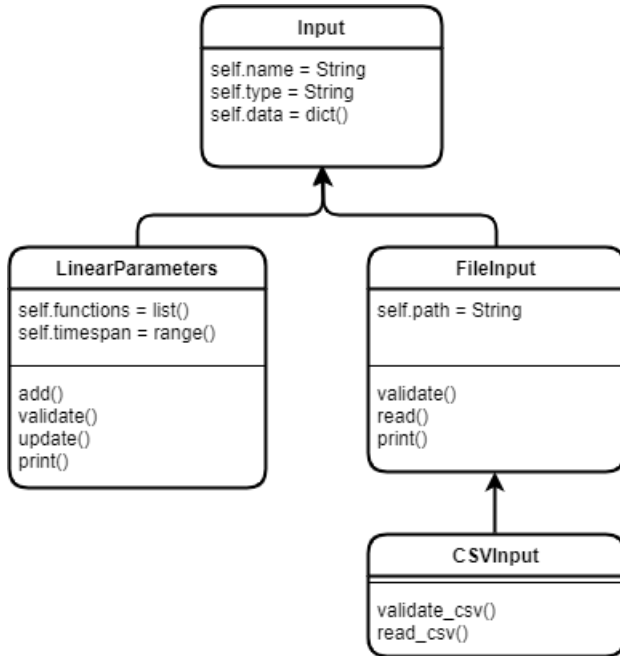 Input
self.name = String
self.type = String
self.data = dict()
LinearParameters
self.functions = list()
self.timespan = range()
add()
validate()
update()
print()
FileInput
self.path = String
validate()
read()
print()
CSVInput
validate_csv()
read_csv()